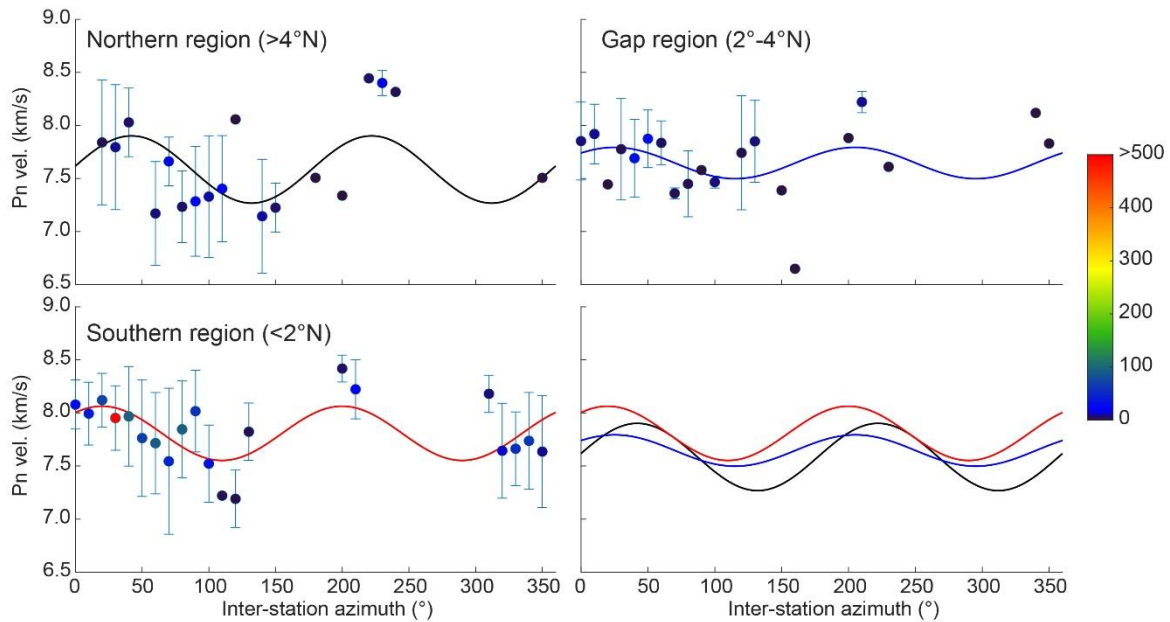 Northern region (>4°N)
Gap region (2°-4°N)
Pn vel. (km/s)
9.0
8.5
8.0
7.5
7.0
6.5
>500
400
300
200
100
0
Southern region (<2°N)
Pn vel. (km/s)
9.0
8.5
8.0
7.5
7.0
6.5
0 50 100 150 200 250 300 350
0 50 100 150 200 250 300 350
Inter-station azimuth (°)
Inter-station azimuth (°)